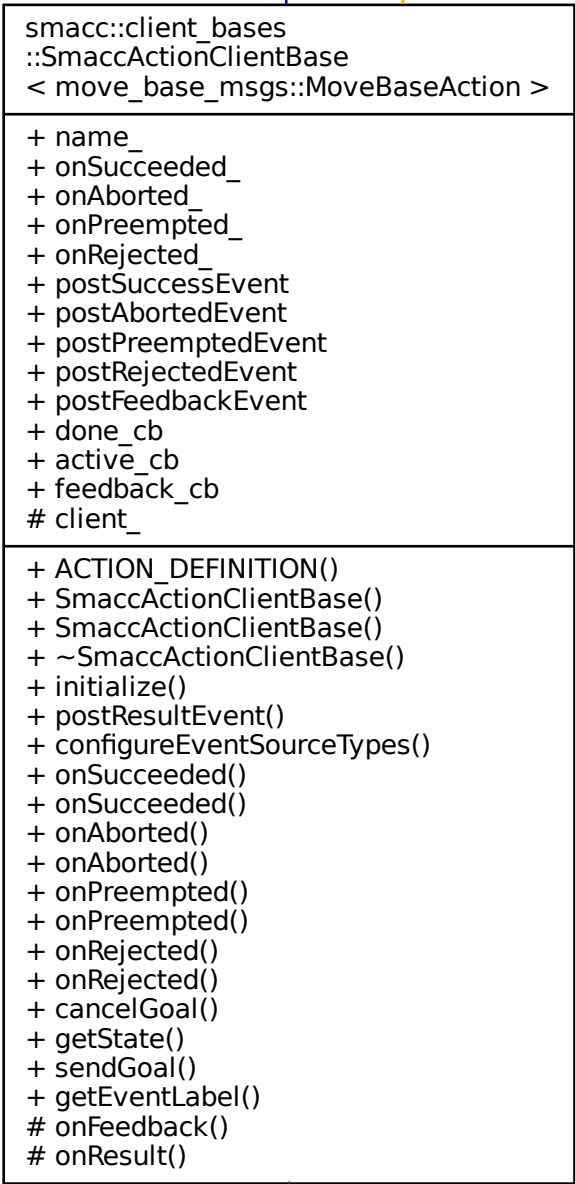 smacc::client_bases
::SmaccActionClientBase
< move_base_msgs::MoveBaseAction >
+ name_
+ onSucceeded_
+ onAborted_
+ onPreempted_
+ onRejected_
+ postSuccessEvent
+ postAbortedEvent
+ postPreemptedEvent
+ postRejectedEvent
+ postFeedbackEvent
+ done_cb
+ active_cb
+ feedback_cb
# client_
+ ACTION_DEFINITION()
+ SmaccActionClientBase()
+ SmaccActionClientBase()
+ ~SmaccActionClientBase()
+ initialize()
+ postResultEvent()
+ configureEventSourceTypes()
+ onSucceeded()
+ onSucceeded()
+ onAborted()
+ onAborted()
+ onPreempted()
+ onPreempted()
+ onRejected()
+ onRejected()
+ cancelGoal()
+ getState()
+ sendGoal()
+ getEventLabel()
# onFeedback()
# onResult()